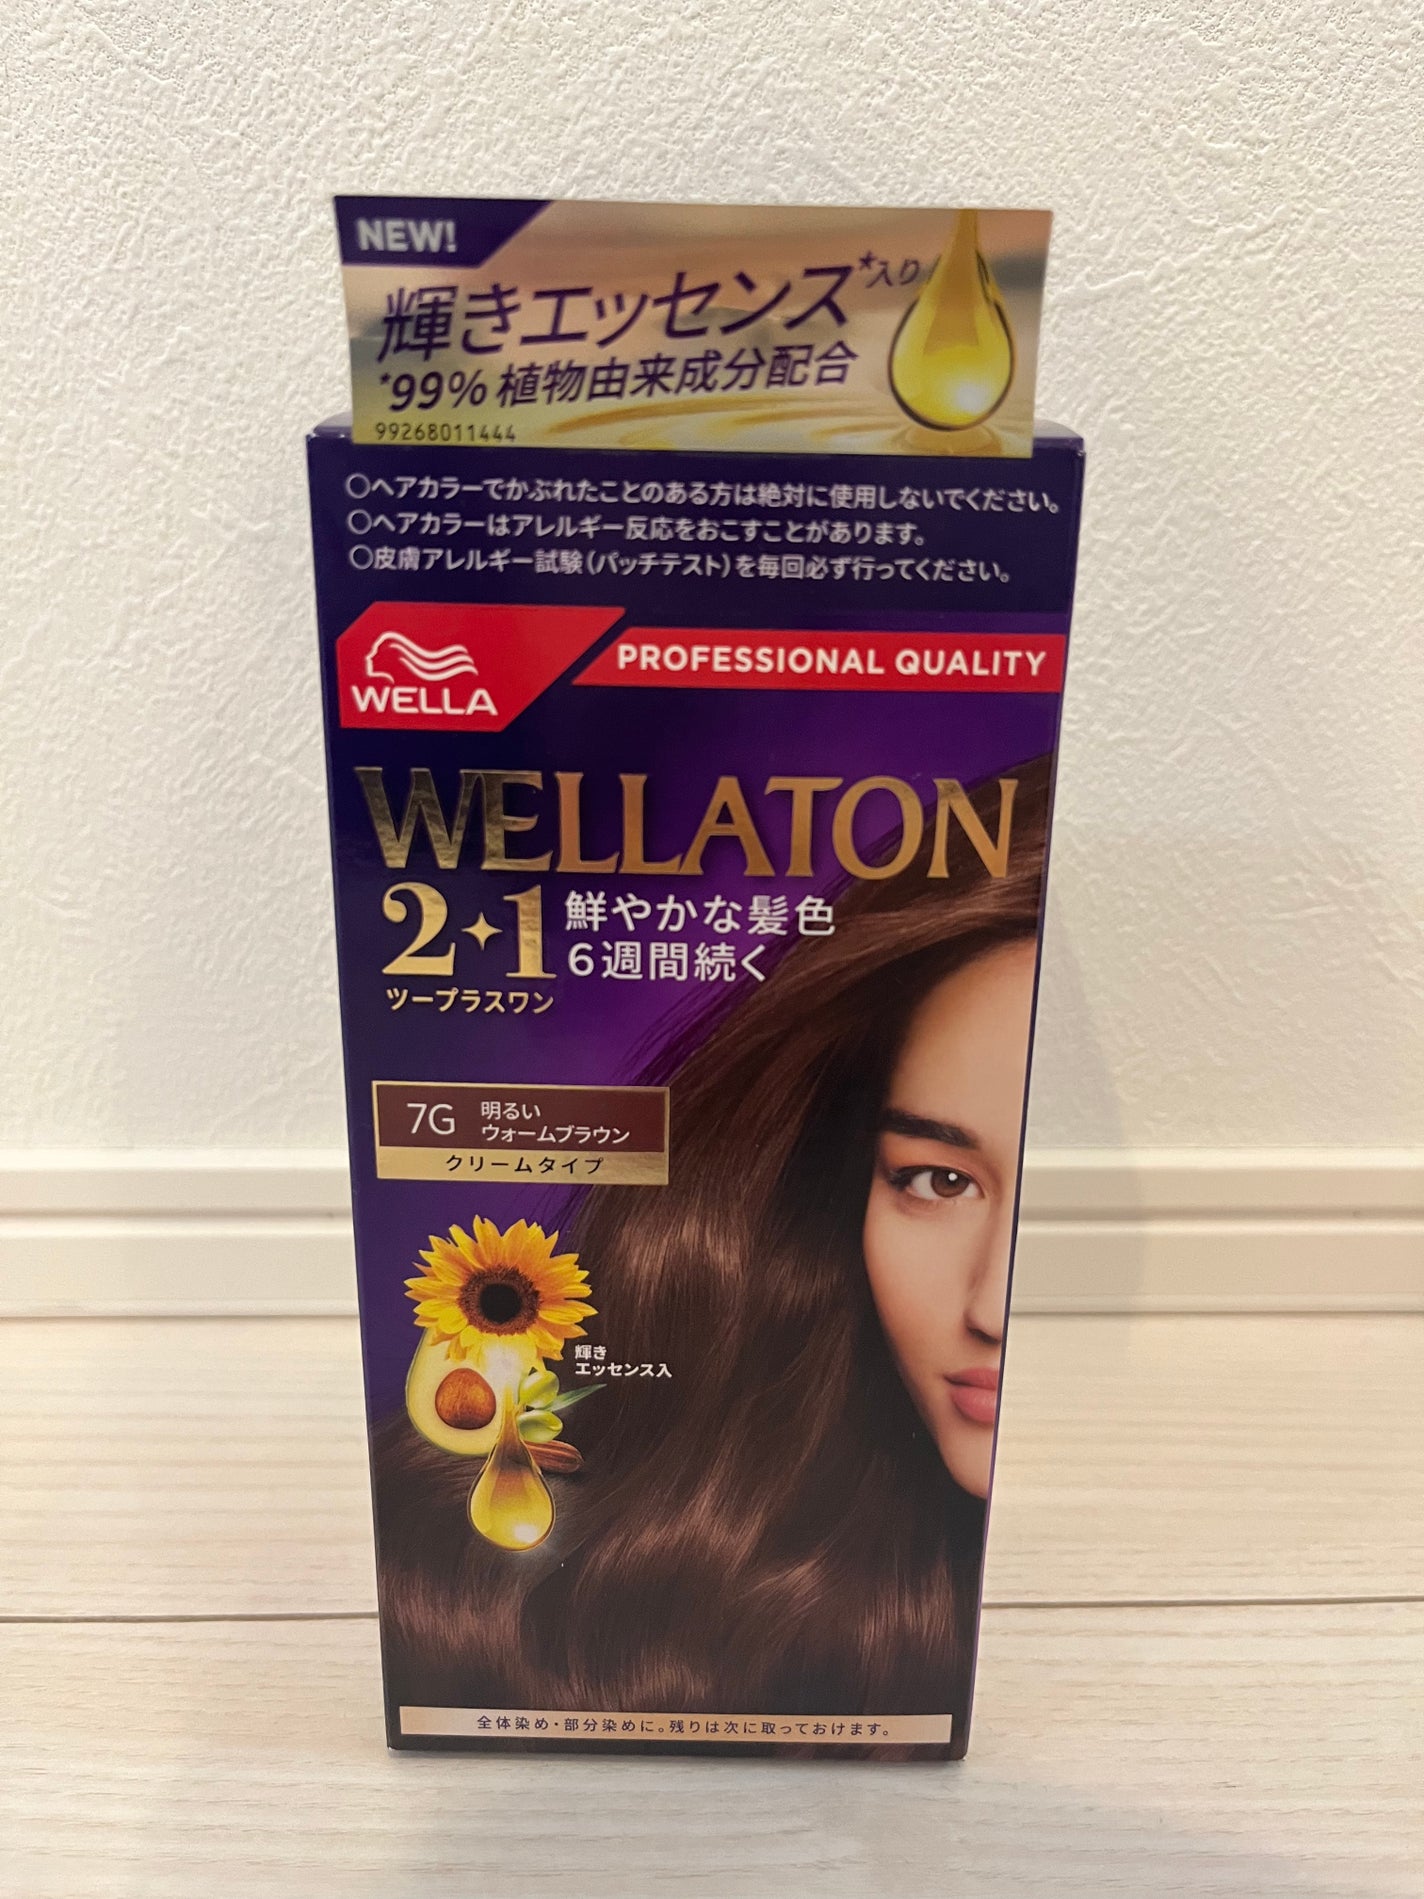 NEW!
輝きエッセンス*入り
*99%植物由来成分配合
99268011444
○ヘアカラーでかぶれたことのある方は絶対に使用しないでください。
○ヘアカラーはアレルギー反応をおこすことがあります。
○皮膚アレルギー試験(パッチテスト)を毎回必ず行ってください。
WELLA
PROFESSIONAL QUALITY
WELLATON
2+1 鮮やかな髪色
6週間続く
ツープラスワン
7G 明るい
ウォームブラウン
クリームタイプ
輝き
エッセンス入
全体染め・部分染めに。残りは次に取っておけます。